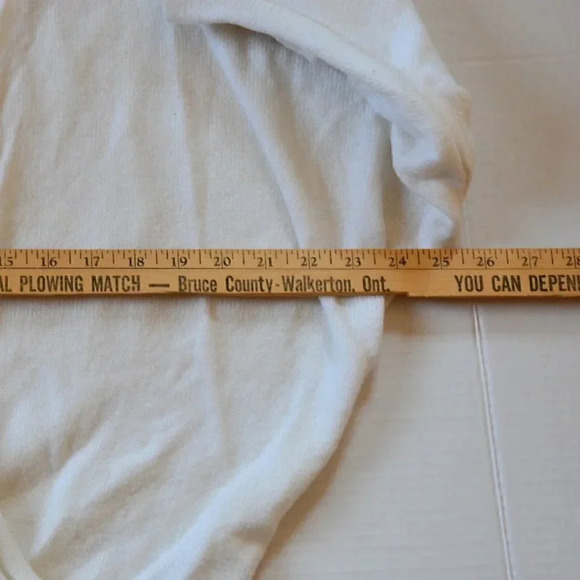 15 16 17 18 19 20 21 22 23 24 25 26 27 28
AL PLOWING MATCH — Bruce County-Walkerton, Ont. YOU CAN DEPEN